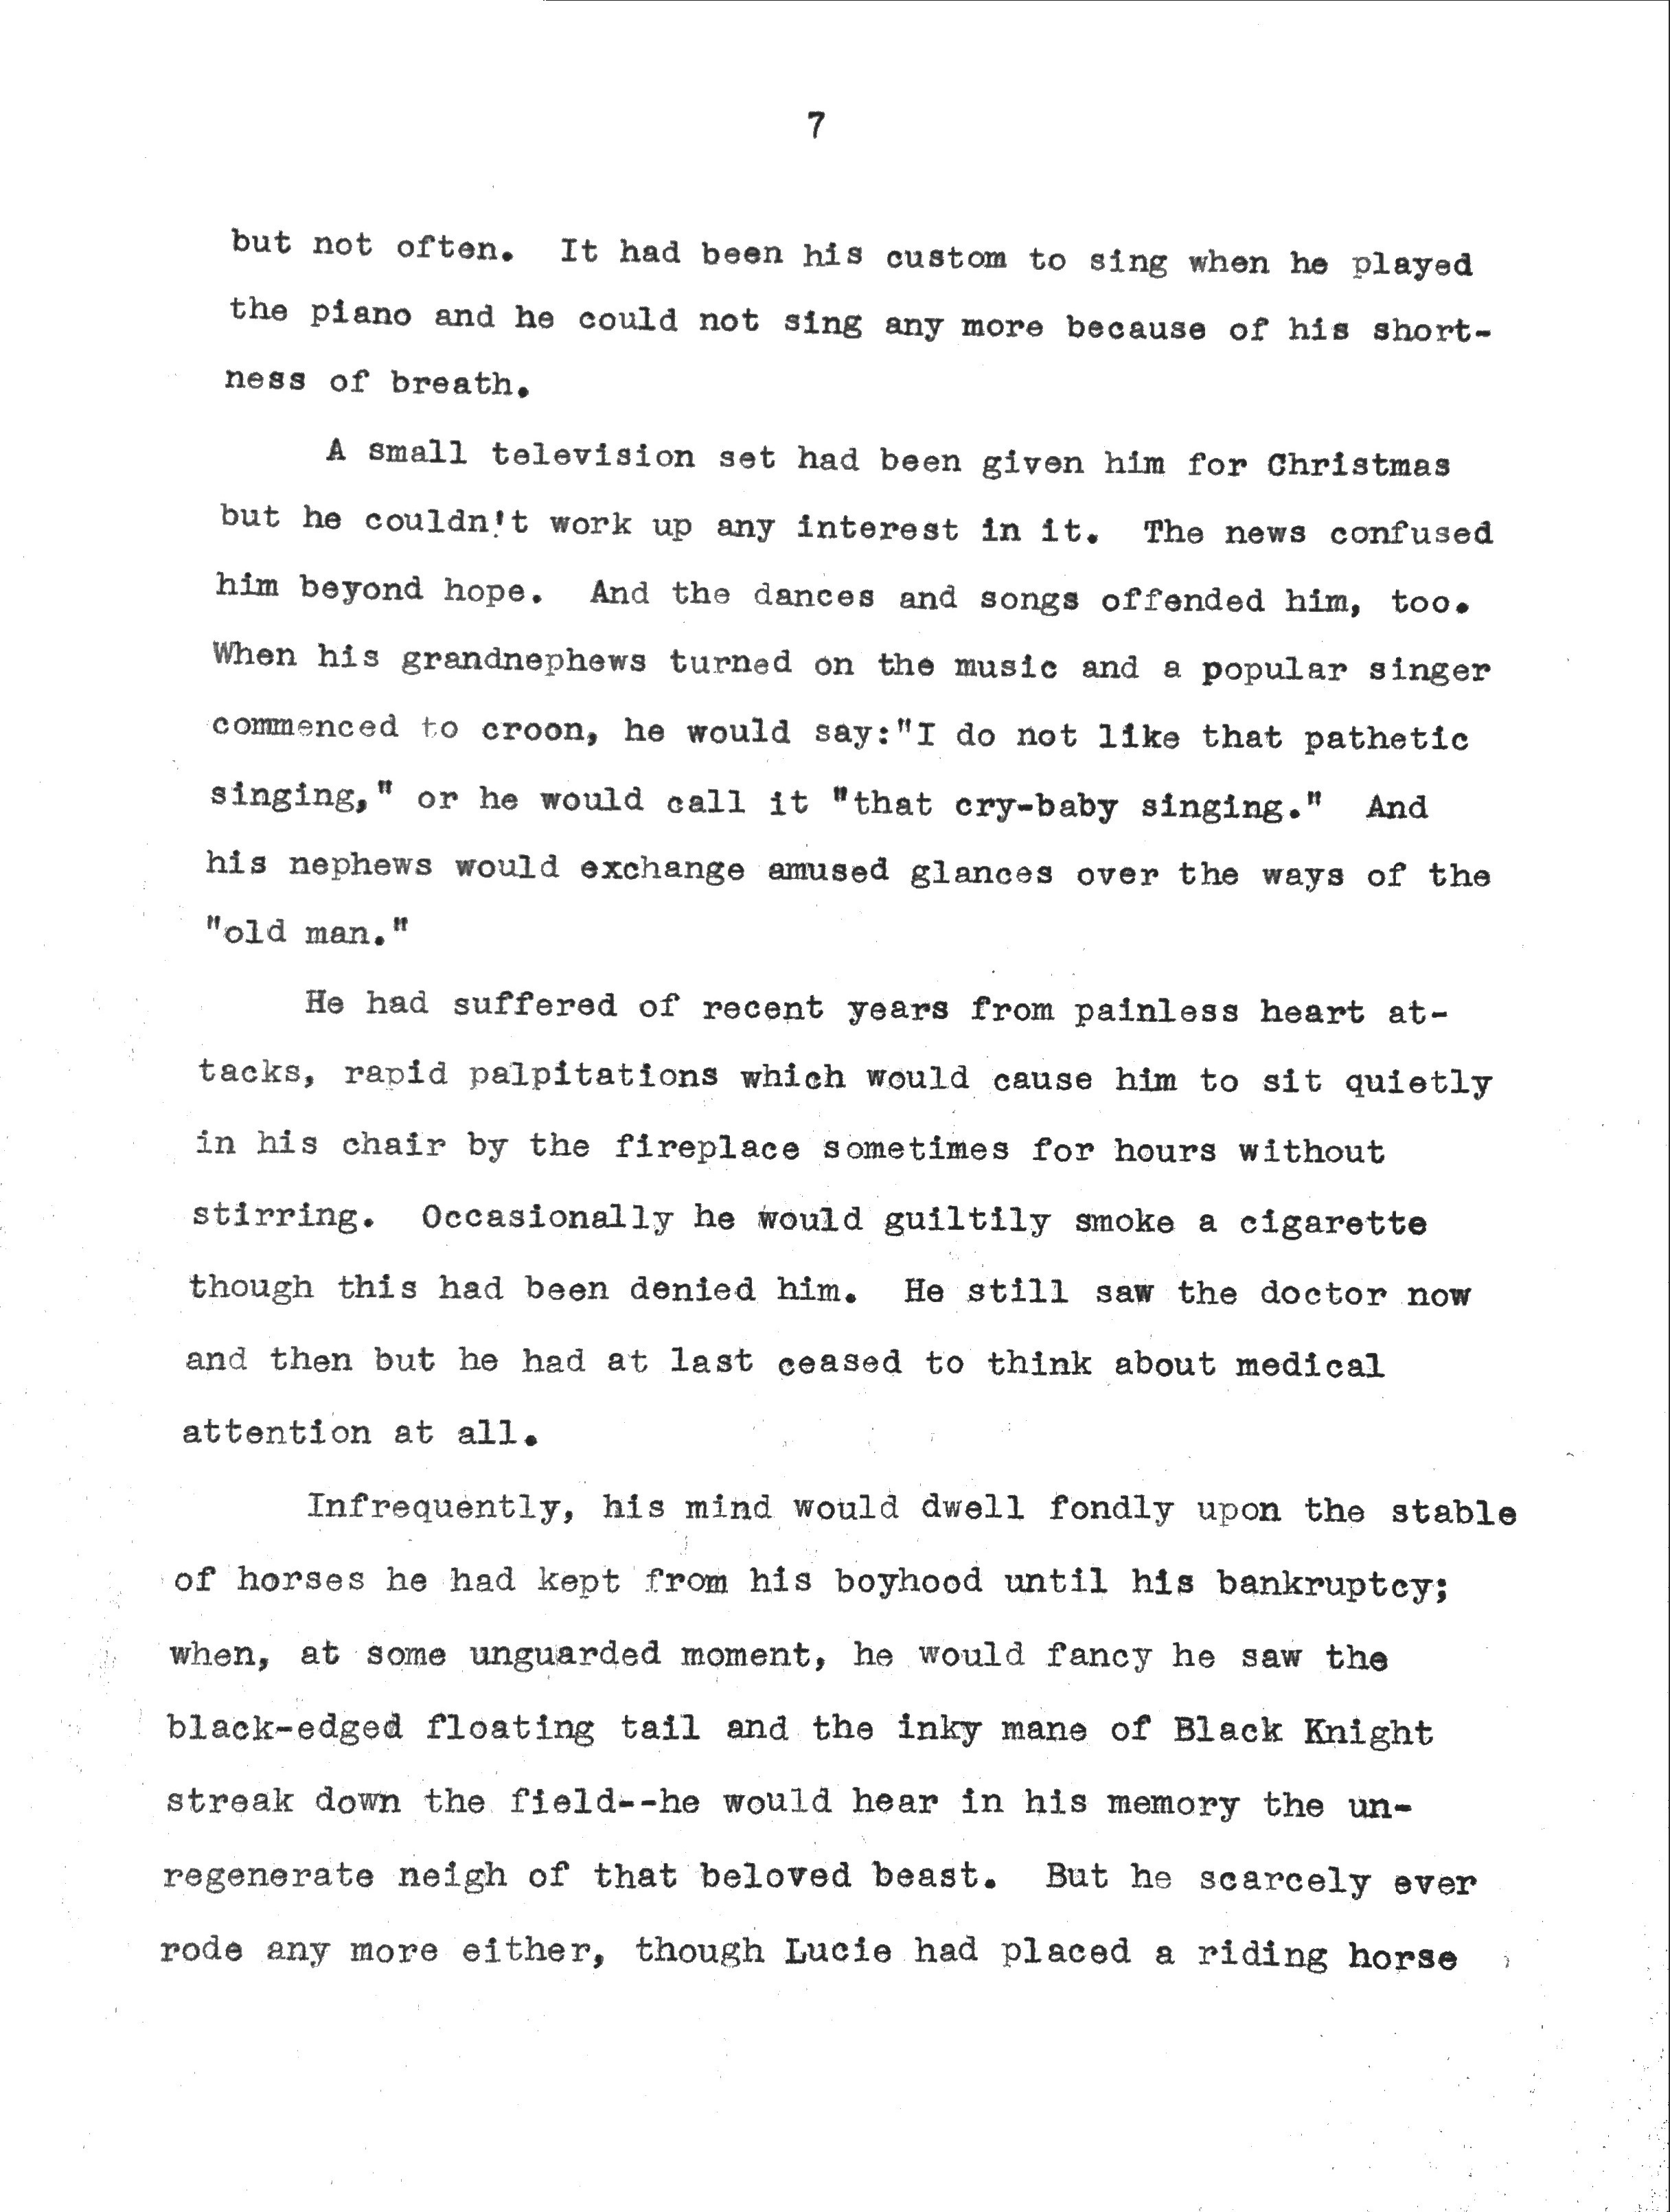 7
but not often. It had been his custom to sing when he played
the piano and he could not sing any more because of his short-
ness of breath.
A small television set had been given him for Christmas
but he couldn't work up any interest in it. The news confused
him beyond hope. And the dances and songs offended him, too.
When his grandnephews turned on the music and a popular singer
commenced to croon, he would say:"I do not like that pathetic
singing," or he would call it "that cry-baby singing." And
his nephews would exchange amused glances over the ways of the
"old man."
He had suffered of recent years from painless heart at-
tacks, rapid palpitations which would cause him to sit quietly
in his chair by the fireplace sometimes for hours without
stirring. Occasionally he would guiltily smoke a cigarette
though this had been denied him. He still saw the doctor now
and then but he had at last ceased to think about medical
attention at all.
Infrequently, his mind would dwell fondly upon the stable
of horses he had kept from his boyhood until his bankruptcy;
when, at some unguarded moment, he would fancy he saw the
black-edged floating tail and the inky mane of Black Knight
streak down the field--he would hear in his memory the un-
regenerate neigh of that beloved beast. But he scarcely ever
rode any more either, though Lucie had placed a riding horse